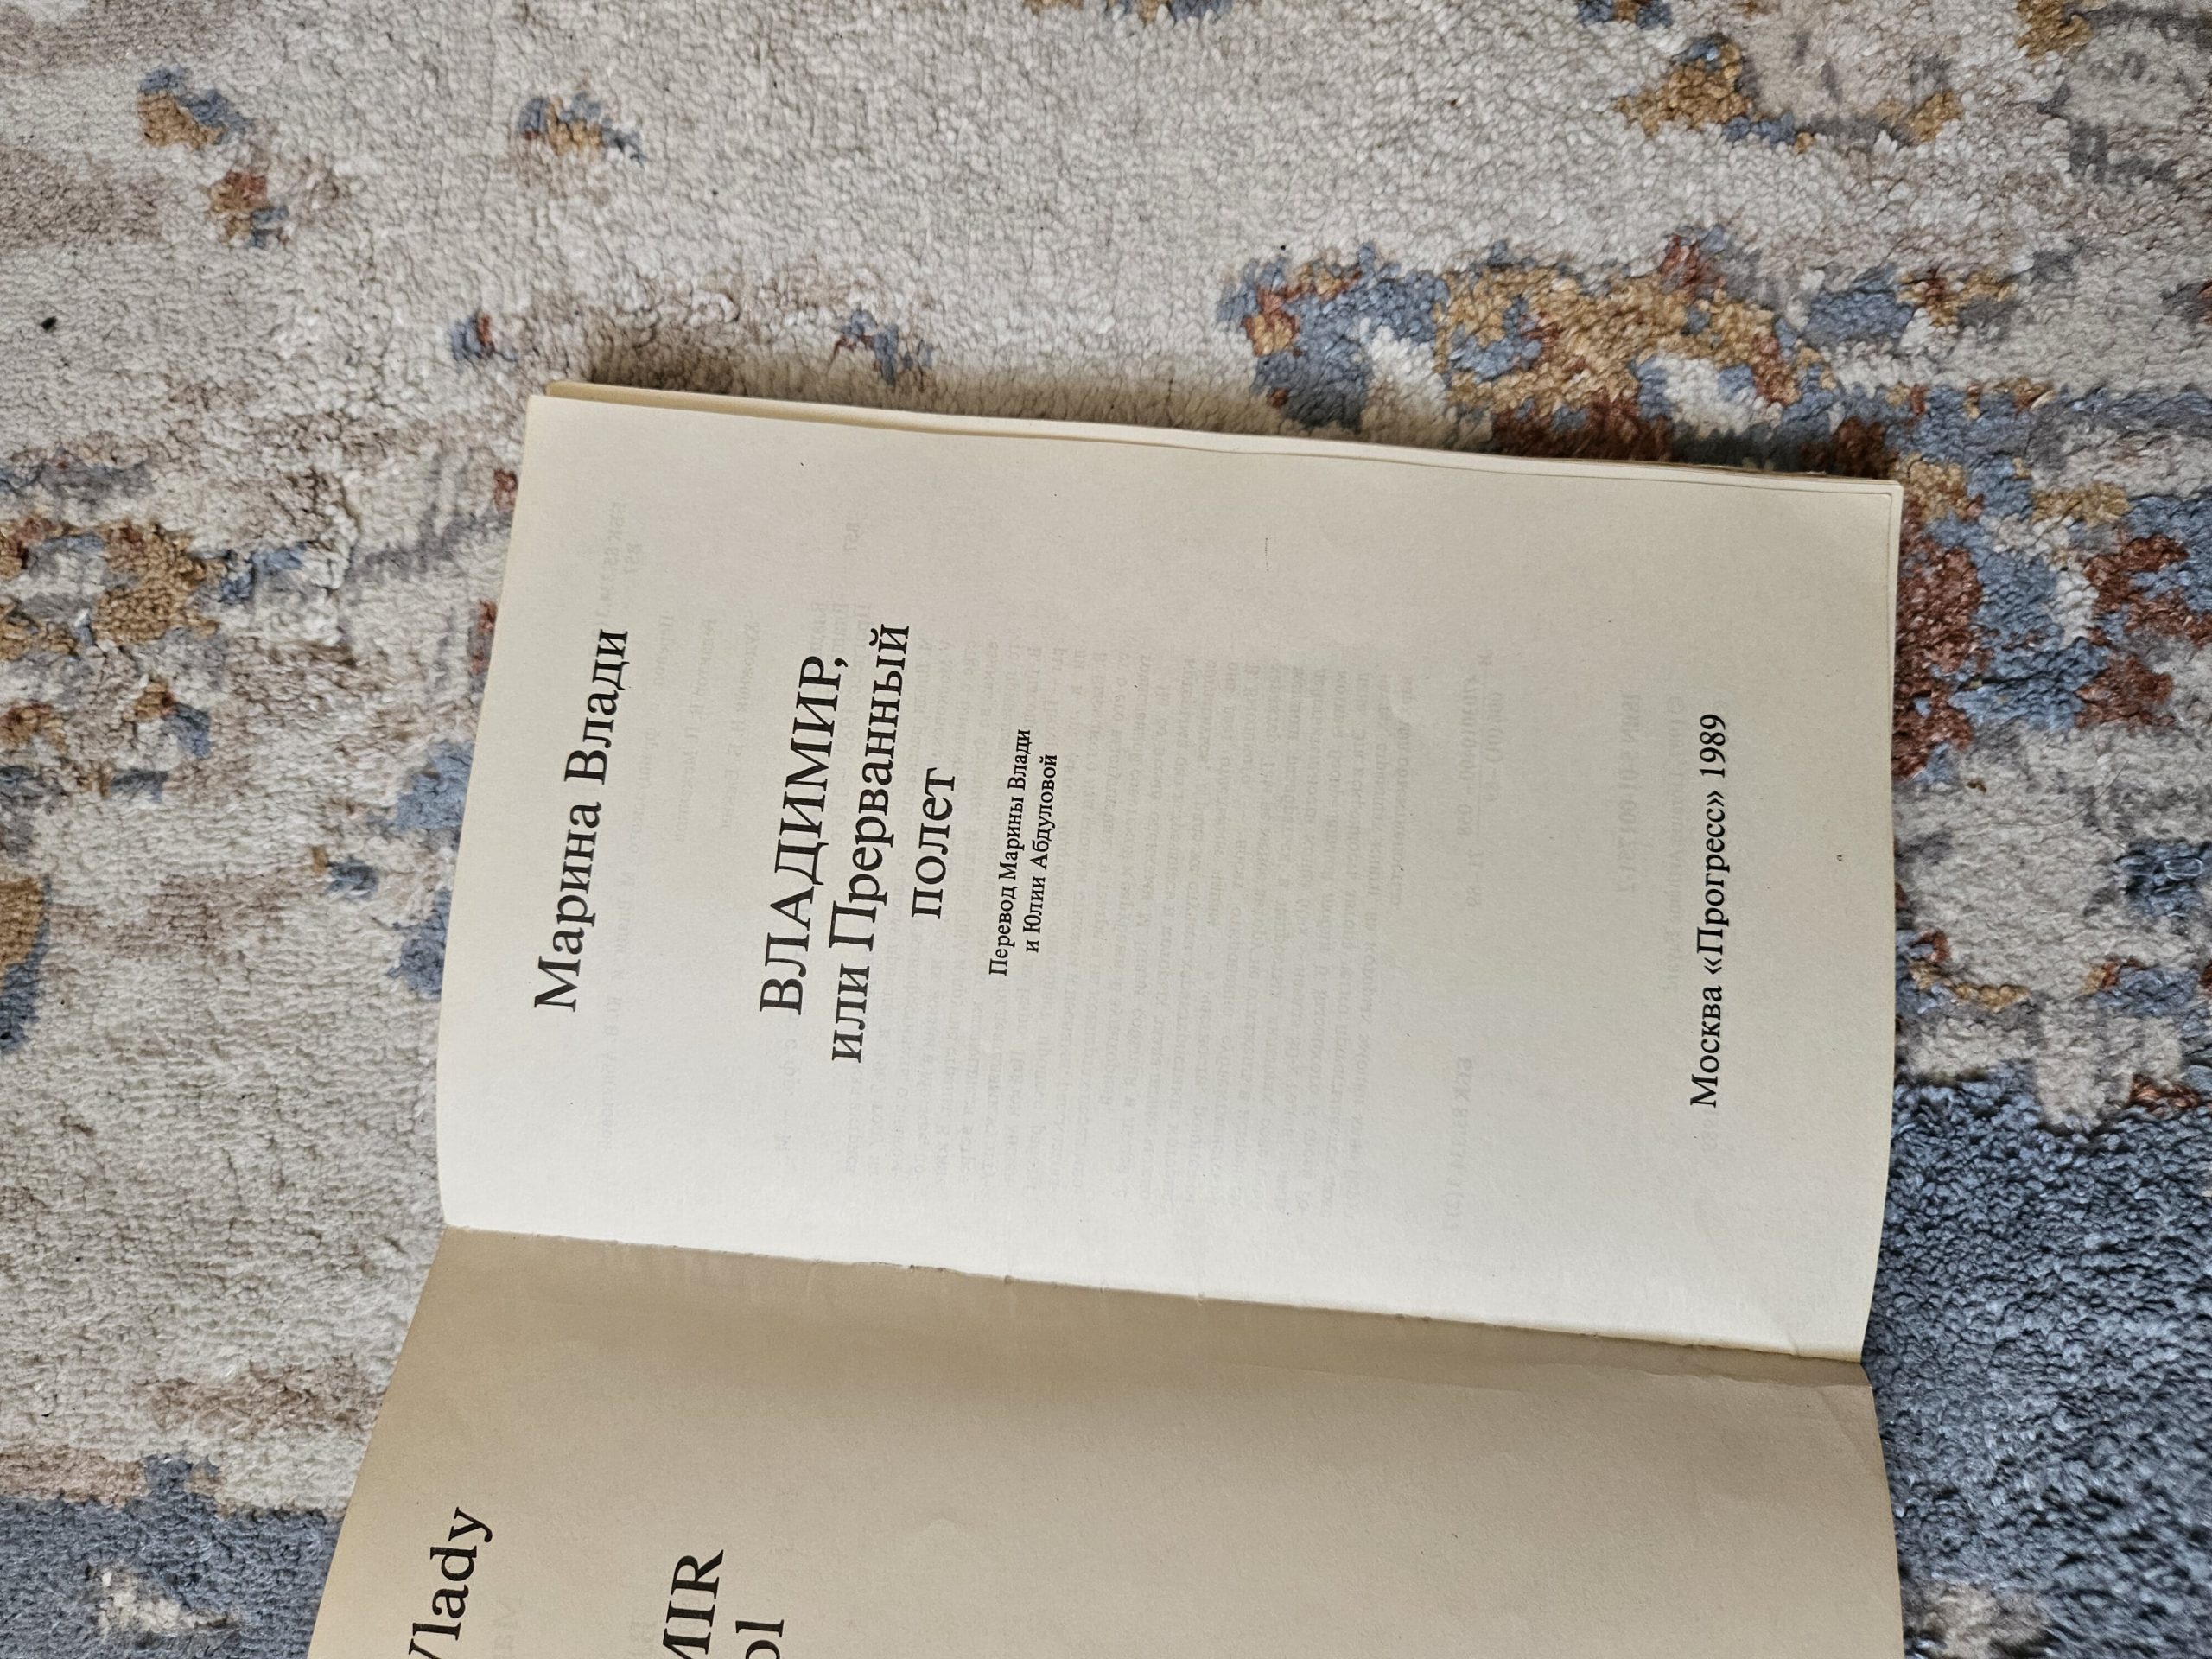 Марина Влади
ВЛАДИМИР,
или Прерванный
полет
Перевод Марины Влади
и Юлии Абдуловой
Москва «Прогресс» 1989
Vlady
MIR
ol